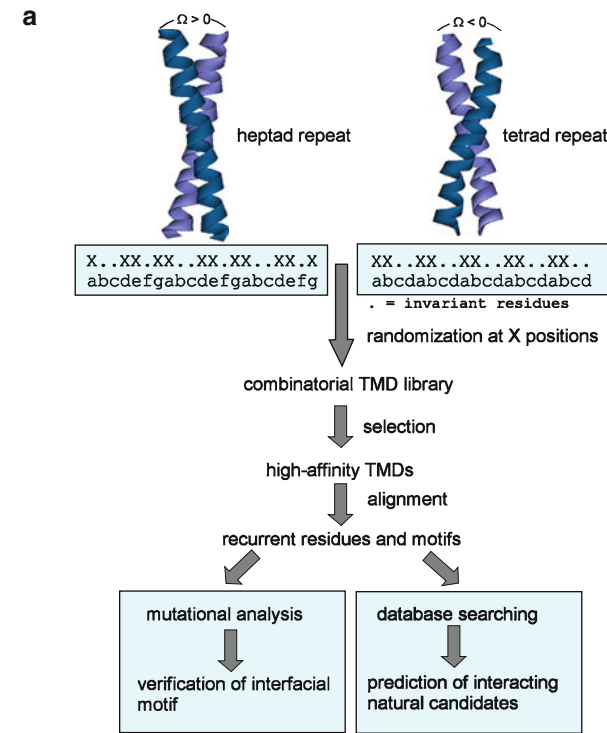 a
Ω > 0
Ω < 0
heptad repeat
tetrad repeat
X..XX.XX..XX.XX..XX.X
abcdefgabcdefgabcdefg
XX..XX..XX..XX..XX..
abcdabcdabcdabcdabcd
. = invariant residues
randomization at X positions
combinatorial TMD library
selection
high-affinity TMDs
alignment
recurrent residues and motifs
mutational analysis
verification of interfacial
motif
database searching
prediction of interacting
natural candidates